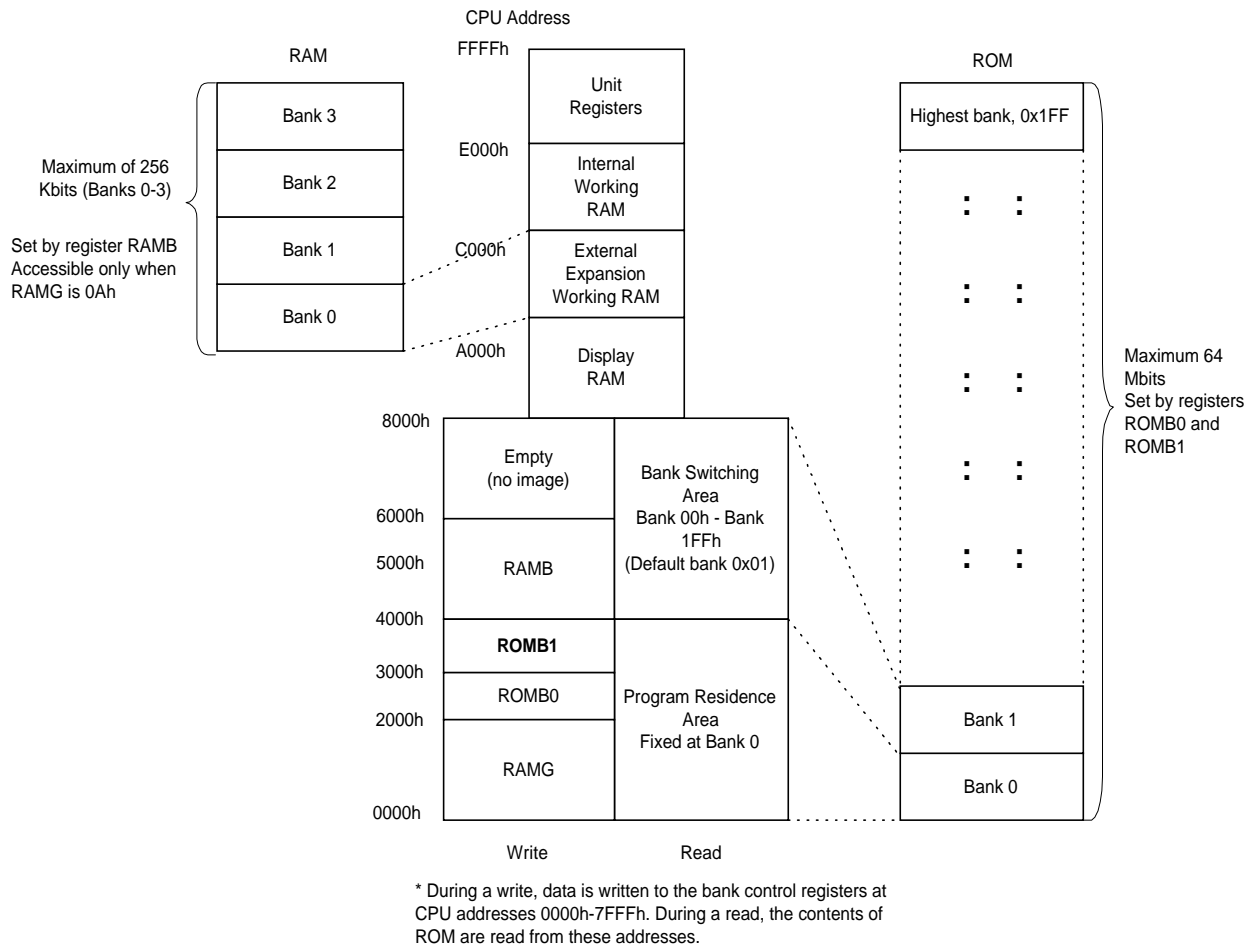 CPU Address
RAM
Bank 3
Bank 2
Bank 1
Bank 0
Maximum of 256
Kbits (Banks 0-3)
Set by register RAMB
Accessible only when
RAMG is 0Ah
FFFFh
E000h
C000h
A000h
8000h
6000h
5000h
4000h
3000h
2000h
0000h
Unit
Registers
Internal
Working
RAM
External
Expansion
Working RAM
Display
RAM
Empty
(no image)
RAMB
ROMB1
ROMB0
RAMG
Bank Switching
Area
Bank 00h - Bank
1FFh
(Default bank 0x01)
Program Residence
Area
Fixed at Bank 0
Write
Read
ROM
Highest bank, 0x1FF
: :
: :
: :
: :
: :
Bank 1
Bank 0
Maximum 64
Mbits
Set by registers
ROMB0 and
ROMB1
* During a write, data is written to the bank control registers at
CPU addresses 0000h-7FFFh. During a read, the contents of
ROM are read from these addresses.